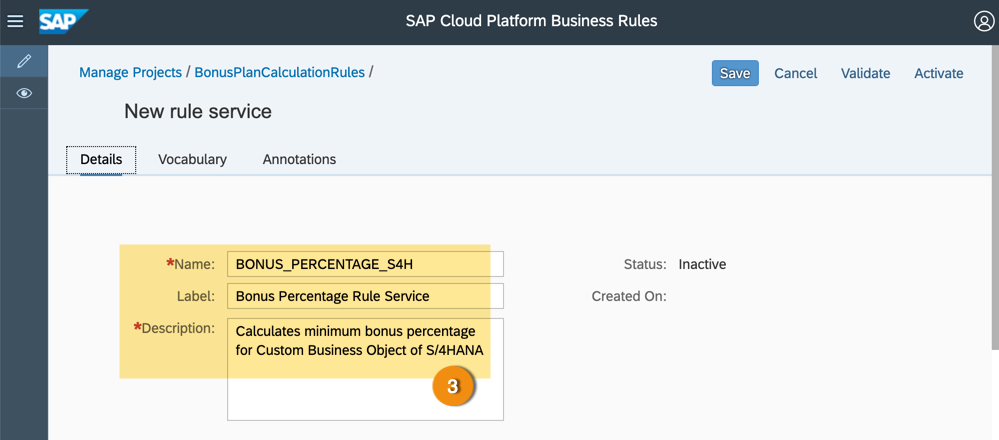 SAP
SAP Cloud Platform Business Rules
Manage Projects / BonusPlanCalculationRules /
Save Cancel Validate Activate
New rule service
Details Vocabulary Annotations
*Name: BONUS_PERCENTAGE_S4H
Status: Inactive
Label: Bonus Percentage Rule Service
Created On:
*Description: Calculates minimum bonus percentage
for Custom Business Object of S/4HANA
3